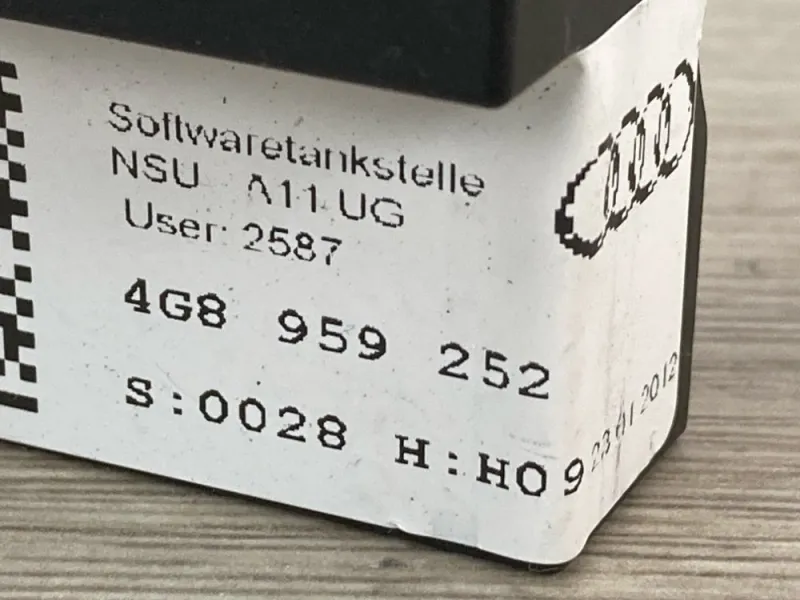 Softwaretankstelle
NSU A11 UG
User: 2587
4G8 959 252
S:0028 H:H09
23.01.2012